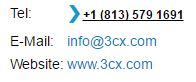 Tel: +1 (813) 579 1691
E-Mail: info@3cx.com
Website: www.3cx.com